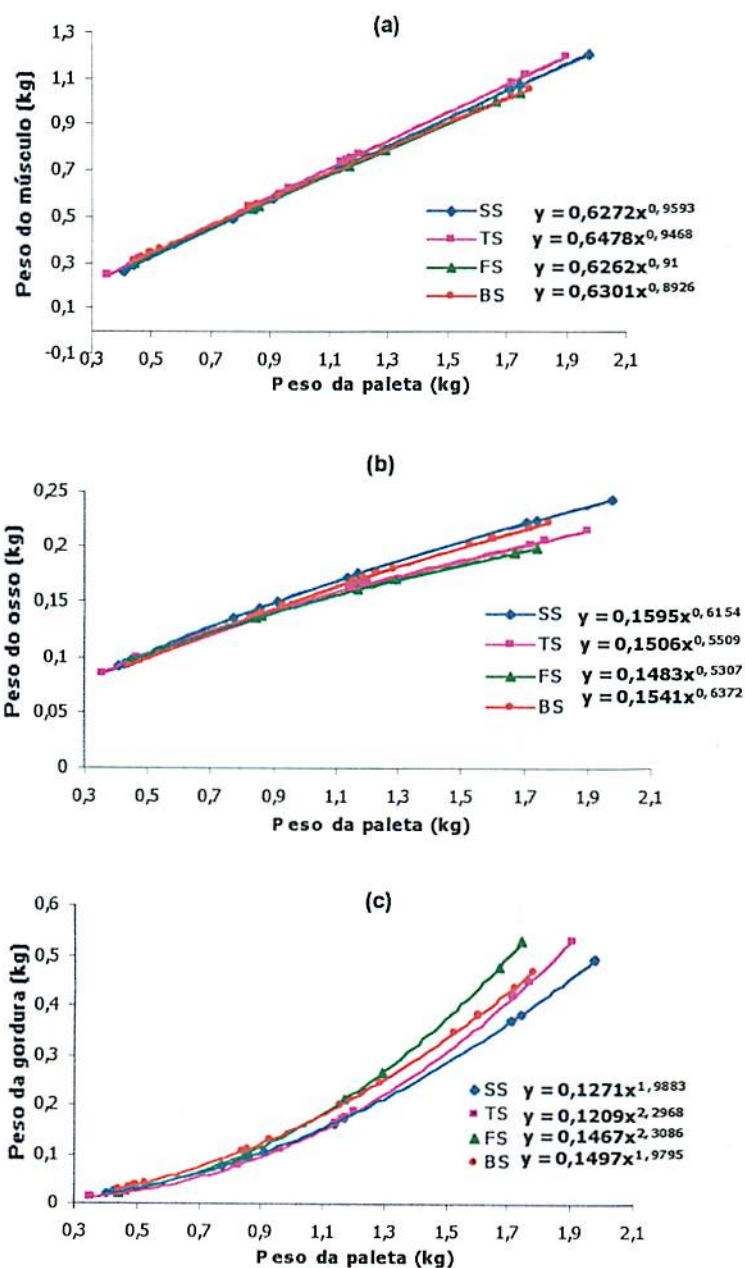 (a)
Peso do músculo (kg)
1,3
1,1
0,9
0,7
0,5
0,3
0,1
-0,1
0,3 0,5 0,7 0,9 1,1 1,3 1,5 1,7 1,9 2,1
Peso da paleta (kg)
SS y = 0,6272x^0,9593
TS y = 0,6478x^0,9468
FS y = 0,6262x^0,91
BS y = 0,6301x^0,8926
(b)
Peso do osso (kg)
0,25
0,2
0,15
0,1
0,05
0
0,3 0,5 0,7 0,9 1,1 1,3 1,5 1,7 1,9 2,1
Peso da paleta (kg)
SS y = 0,1595x^0,6154
TS y = 0,1506x^0,5509
FS y = 0,1483x^0,5307
BS y = 0,1541x^0,6372
(c)
Peso da gordura (kg)
0,6
0,5
0,4
0,3
0,2
0,1
0
0,3 0,5 0,7 0,9 1,1 1,3 1,5 1,7 1,9 2,1
Peso da paleta (kg)
SS y = 0,1271x^1,9883
TS y = 0,1209x^2,2968
FS y = 0,1467x^2,3086
BS y = 0,1497x^1,9795